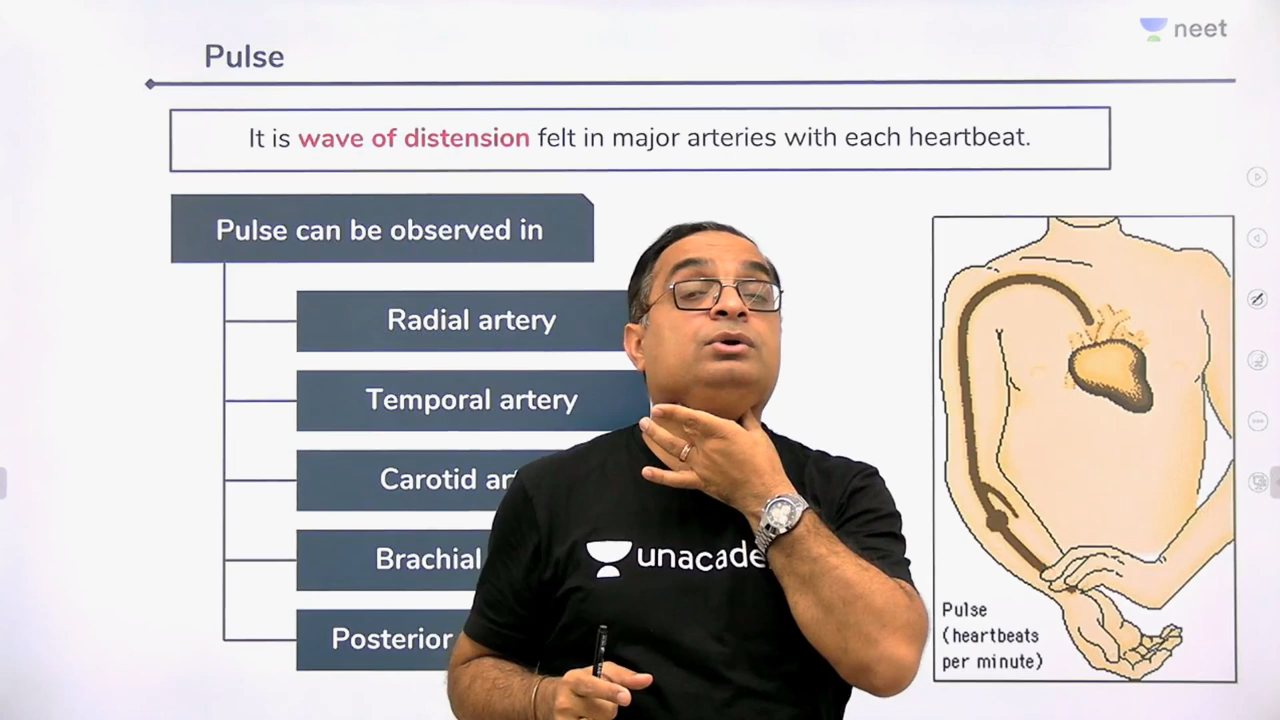 neet
Pulse
It is wave of distension felt in major arteries with each heartbeat.
Pulse can be observed in
Radial artery
Temporal artery
Carotid
Brachial
Posterior
unacade
Pulse
(heartbeats
per minute)